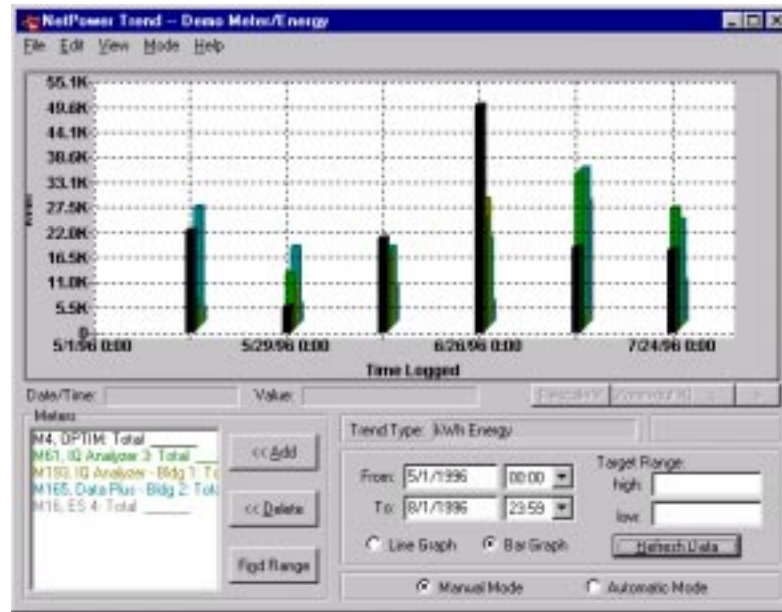 NetPower Trend -- Demo Meter/Energy
File Edit View Mode Help
55.1K
49.6K
44.1K
38.6K
33.1K
27.5K
22.0K
16.5K
11.0K
5.5K
0
5/1/96 0:00 5/29/96 0:00 6/26/96 0:00 7/24/96 0:00
Time Logged
Date/Time: Value:
Meters
M4, OPTIM: Total
M61, IQ Analyzer 3: Total
M193, IQ Analyzer - Bldg 1:
M165, Data Plus - Bldg 2:
M16, ES 4: Total
<< Add
<< Delete
Find Range
Trend Type: kWh Energy
From: 5/1/1996 00:00
To: 8/1/1996 23:59
Target Range:
high:
low:
Line Graph Bar Graph
Refresh Data
Manual Mode Automatic Mode